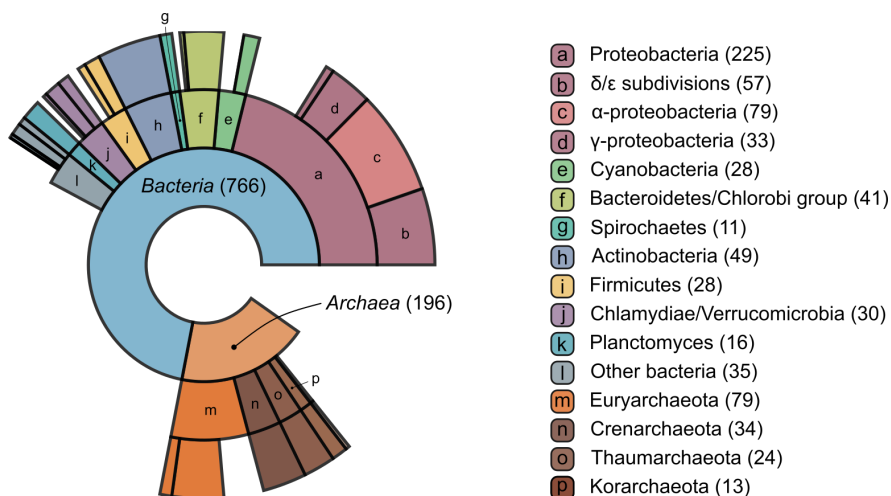 g
f
e
h
i
j
k
l
a
d
c
b
Bacteria (766)
Archaea (196)
m
n
o
p
a Proteobacteria (225)
b δ/ε subdivisions (57)
c α-proteobacteria (79)
d γ-proteobacteria (33)
e Cyanobacteria (28)
f Bacteroidetes/Chlorobi group (41)
g Spirochaetes (11)
h Actinobacteria (49)
i Firmicutes (28)
j Chlamydiae/Verrucomicrobia (30)
k Planctomyces (16)
l Other bacteria (35)
m Euryarchaeota (79)
n Crenarchaeota (34)
o Thaumarchaeota (24)
p Korarchaeota (13)